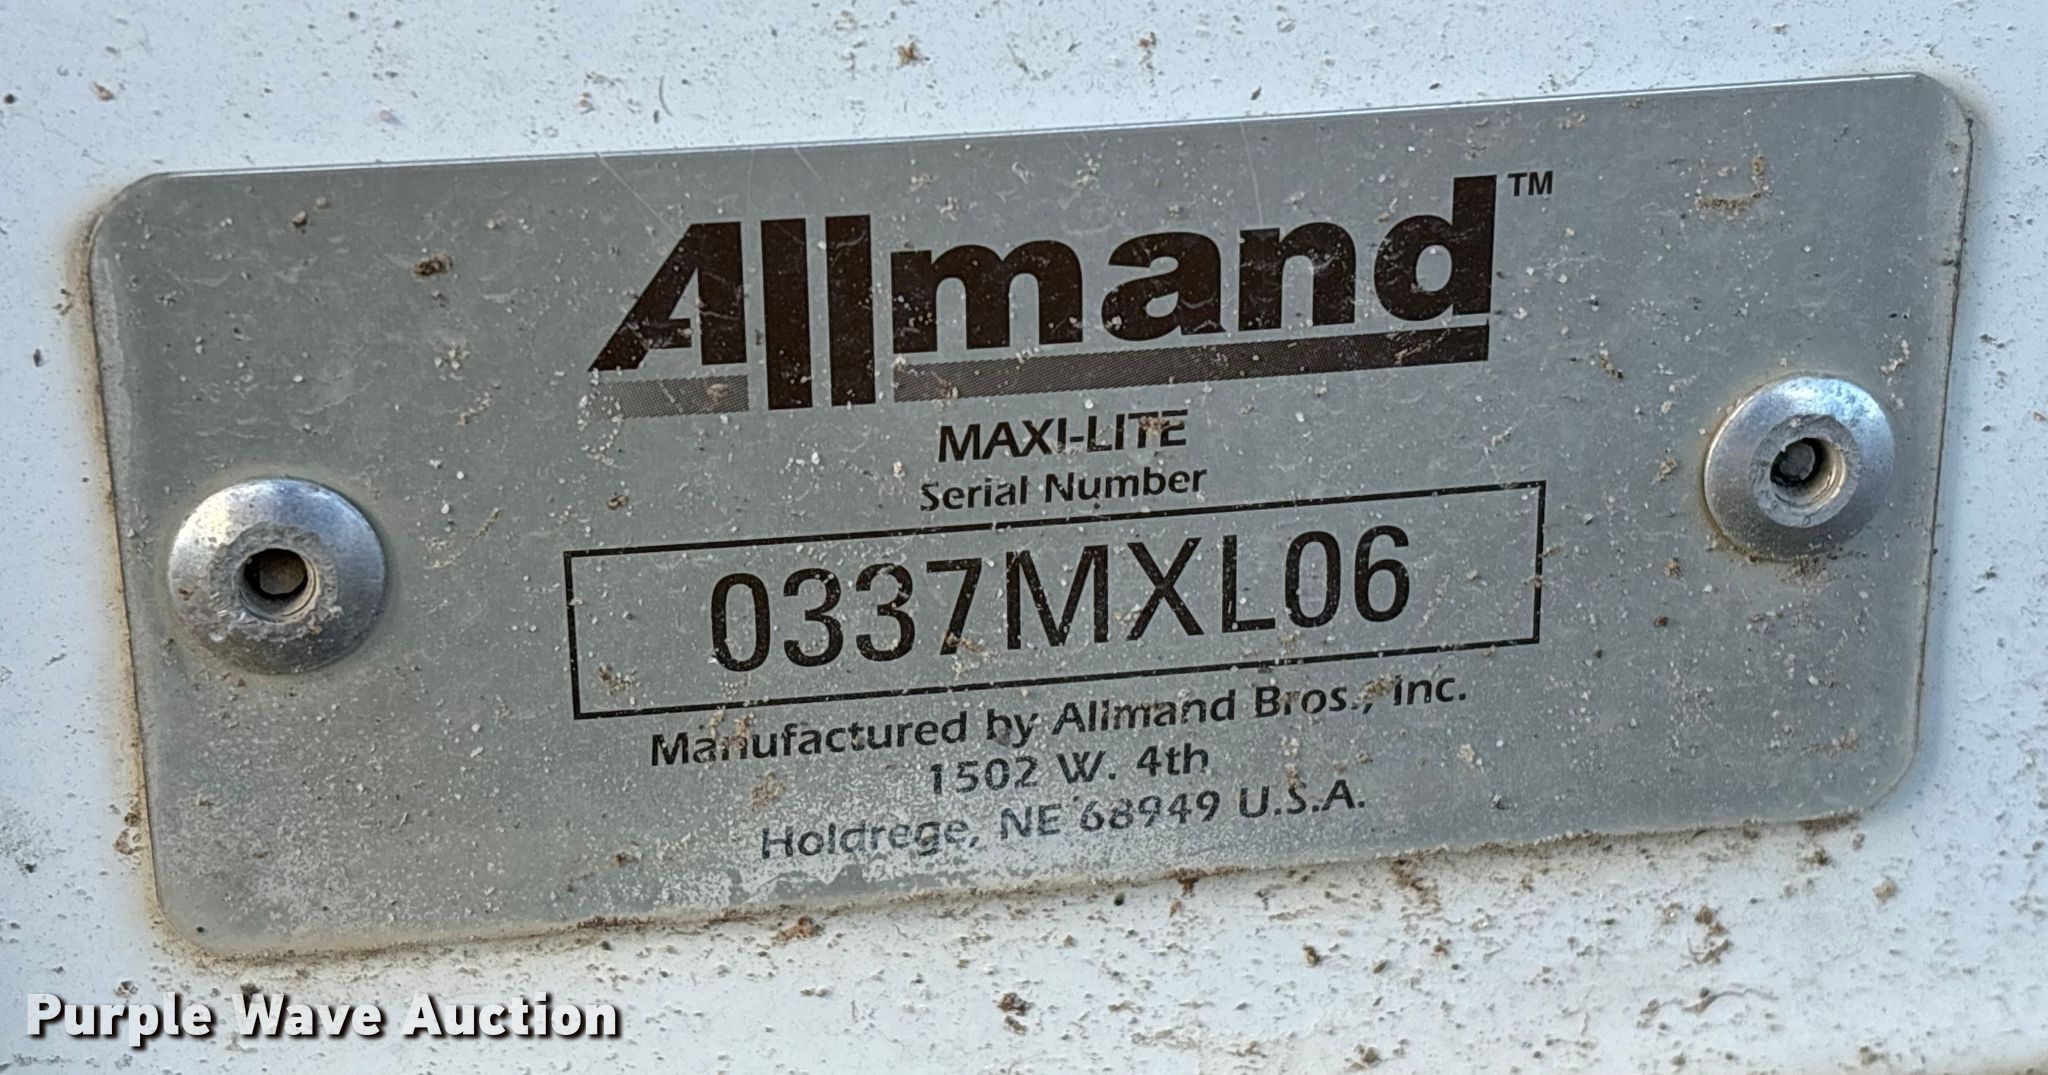 Allmand™
MAXI-LITE
Serial Number
0337MXL06
Manufactured by Allmand Bros., Inc.
1502 W. 4th
Holdrege, NE 68949 U.S.A.
Purple Wave Auction